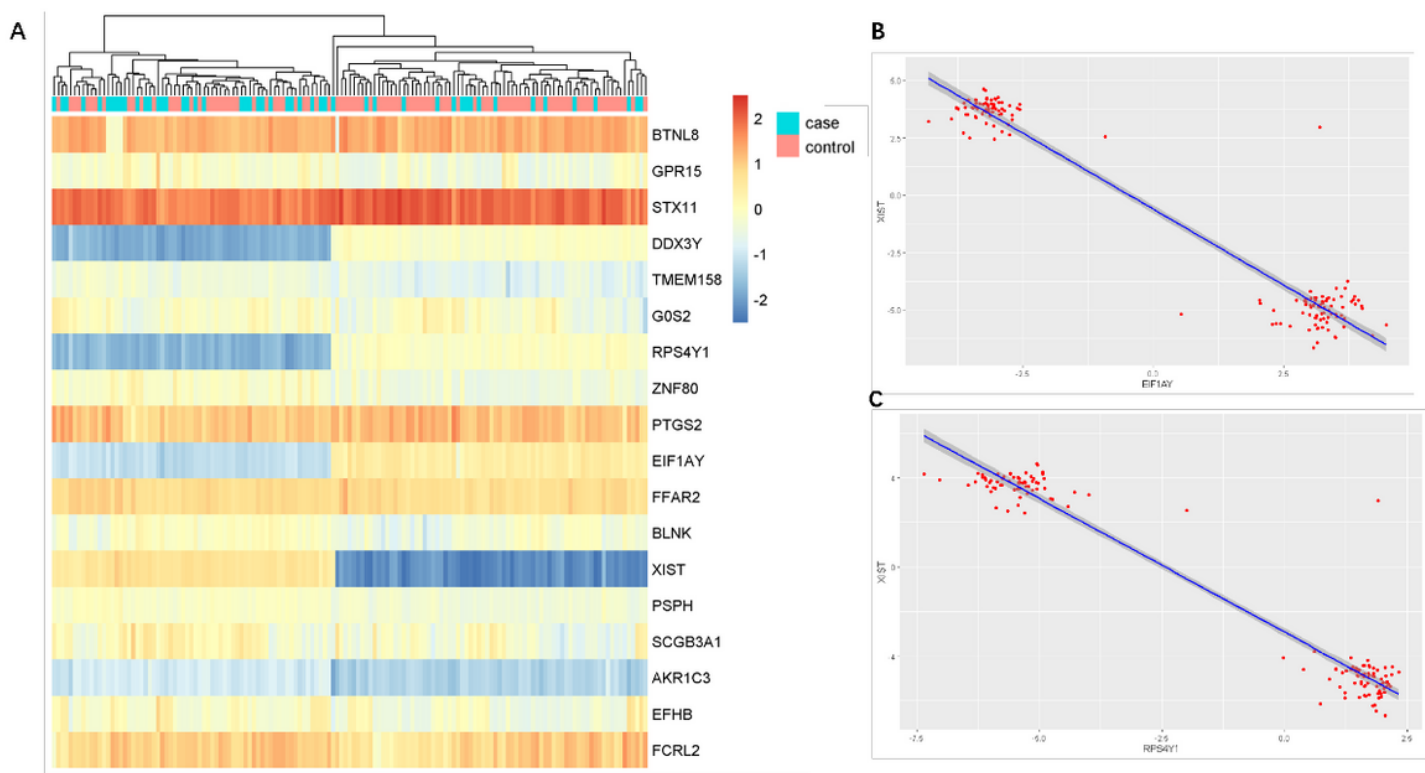 A
BTNL8
GPR15
STX11
DDX3Y
TMEM158
G0S2
RPS4Y1
ZNF80
PTGS2
EIF1AY
FFAR2
BLNK
XIST
PSPH
SCGB3A1
AKR1C3
EFHB
FCRL2
2
1
0
-1
-2
case
control
B
XIST
5.0
2.5
0.0
-2.5
-5.0
-2.5
0.0
2.5
EIF1AY
C
XIST
4
0
4
-7.5
-5.0
-2.5
0.0
2.5
RPS4Y1